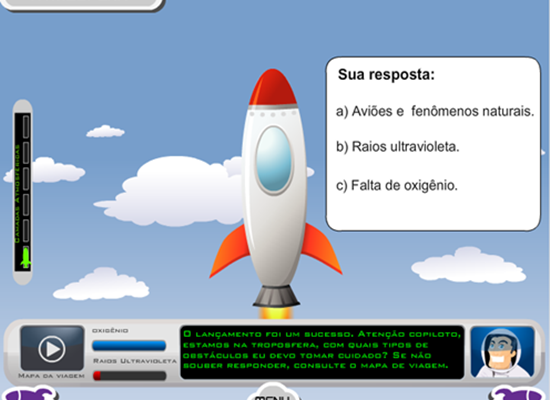 Sua resposta:
a) Aviões e fenômenos naturais.
b) Raios ultravioleta.
c) Falta de oxigênio.
Camadas Atmosféricas
oxigênio
Raios Ultravioleta
Mapa da viagem
O lançamento foi um sucesso. Atenção copiloto,
estamos na troposfera, com quais tipos de
obstáculos eu devo tomar cuidado? Se não
souber responder, consulte o mapa de viagem.
MENU